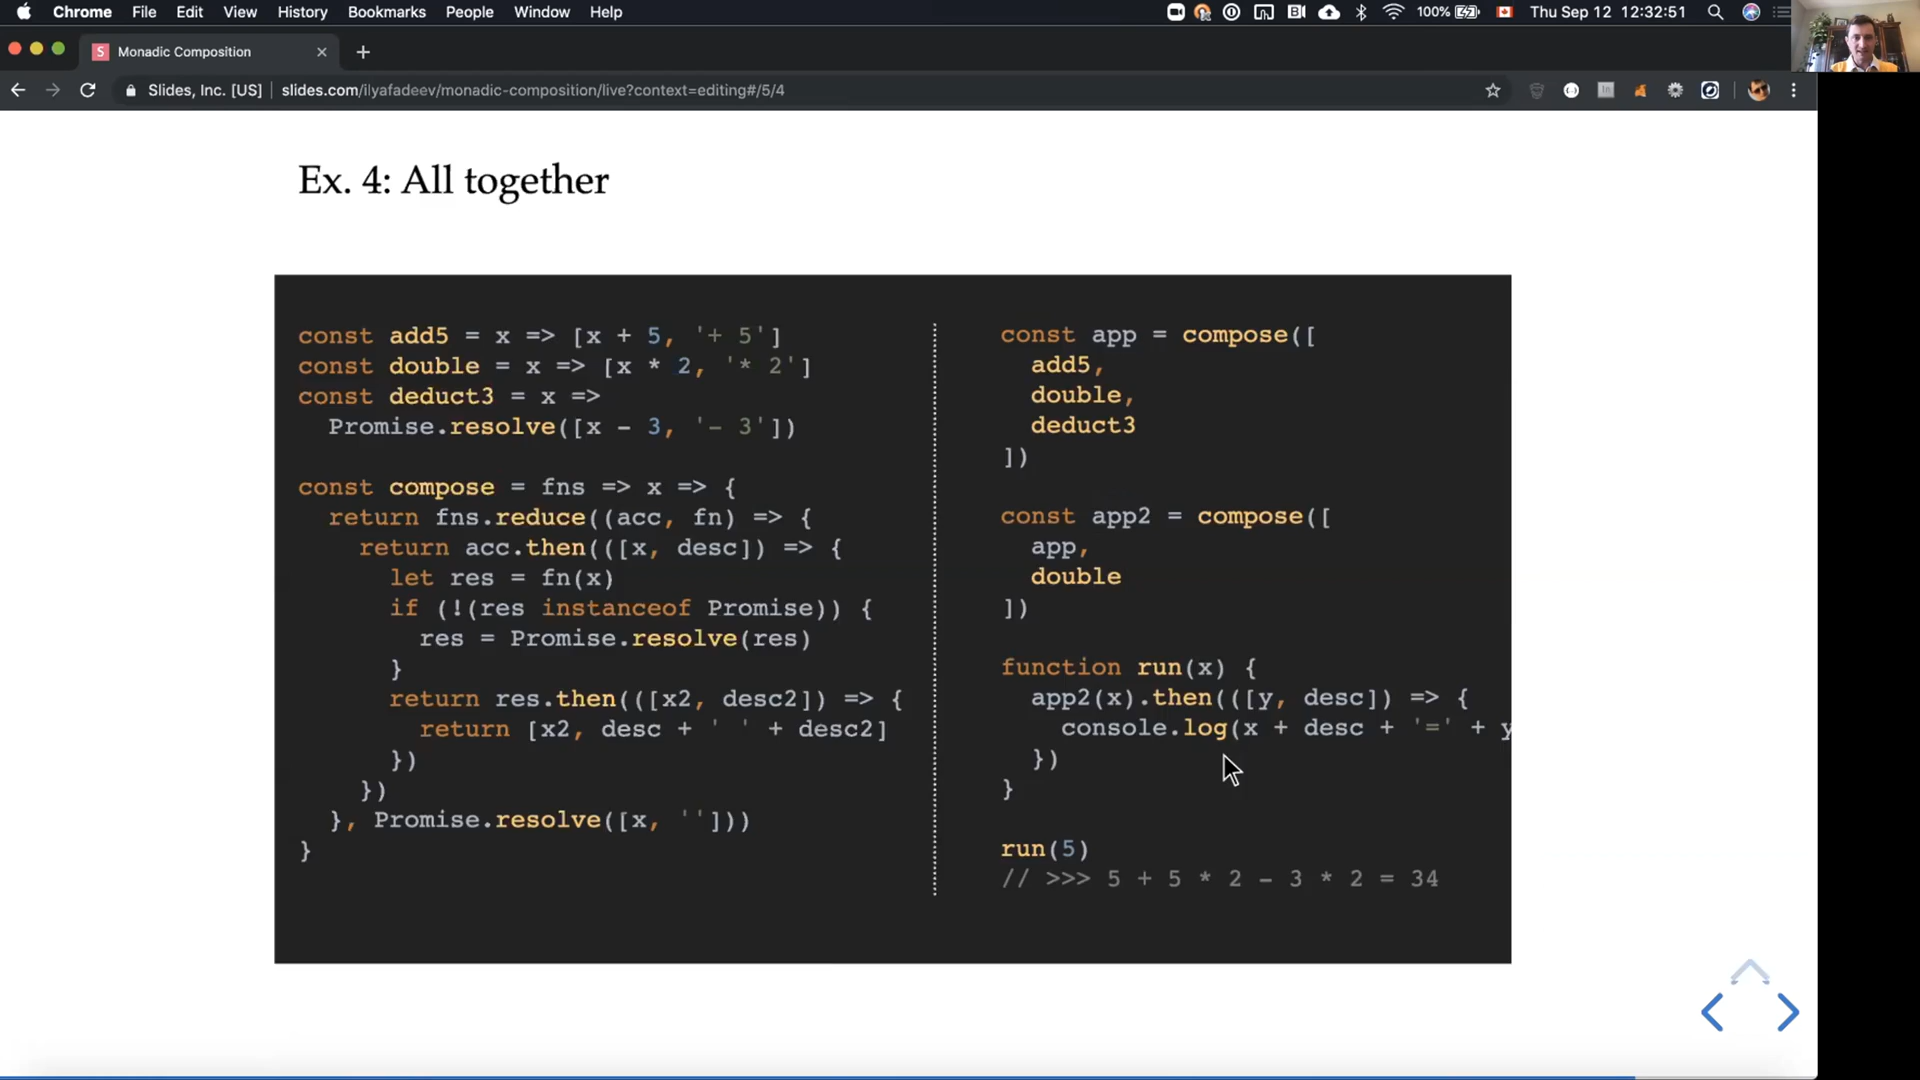 Chrome File Edit View History Bookmarks People Window Help 100% Thu Sep 12 12:32:51
S Monadic Composition
Slides, Inc. [US] | slides.com/ilyafadeev/monadic-composition/live?context=editing#/5/4
Ex. 4: All together
const add5 = x => [x + 5, '+ 5']
const double = x => [x * 2, '* 2']
const deduct3 = x =>
  Promise.resolve([x - 3, '- 3'])
const compose = fns => x => {
  return fns.reduce((acc, fn) => {
    return acc.then(([x, desc]) => {
      let res = fn(x)
      if (!(res instanceof Promise)) {
        res = Promise.resolve(res)
      }
      return res.then(([x2, desc2]) => {
        return [x2, desc + ' ' + desc2]
      })
    })
  }, Promise.resolve([x, '']))
}
const app = compose([
  add5,
  double,
  deduct3
])
const app2 = compose([
  app,
  double
])
function run(x) {
  app2(x).then(([y, desc]) => {
    console.log(x + desc + '=' + y
  })
}
run(5)
// >>> 5 + 5 * 2 - 3 * 2 = 34